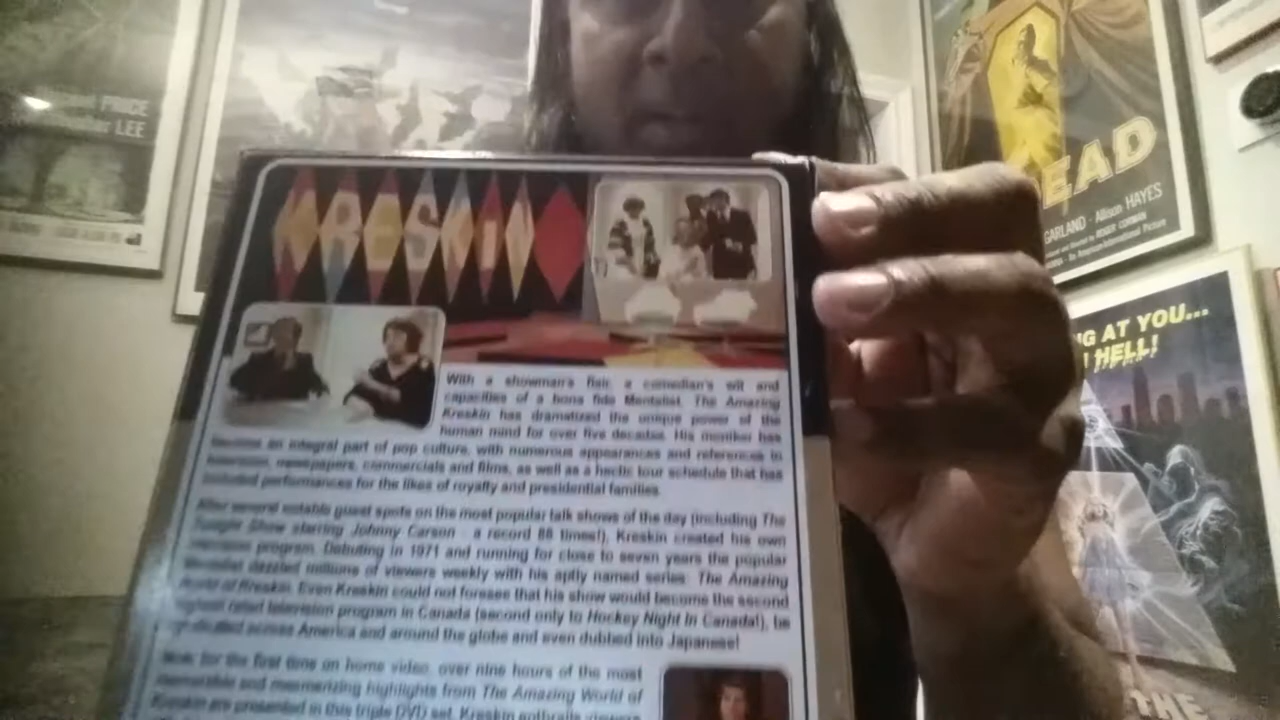 PRICE
LEE
EAD
GARLAND · Allison HAYES
NG AT YOU...
HELL!
THE
KRESKIN
With a showman's flair, a comedian's wit and
capacities of a bona fide Mentalist, The Amazing
Kreskin has dramatized the unique power of the
human mind for over five decades. His moniker has
become an integral part of pop culture, with numerous appearances and references in
television, newspapers, commercials and films, as well as a hectic tour schedule that has
included performances for the likes of royalty and presidential families.
After several notable guest spots on the most popular talk shows of the day (including The
Tonight Show starring Johnny Carson - a record 88 times!), Kreskin created his own
television program. Debuting in 1971 and running for close to seven years the popular
Mentalist dazzled millions of viewers weekly with his aptly named series: The Amazing
World of Kreskin. Even Kreskin could not foresee that his show would become the second
highest rated television program in Canada (second only to Hockey Night in Canada!), be
syndicated across America and around the globe and even dubbed into Japanese!
Now, for the first time on home video, over nine hours of the most
memorable and mesmerizing highlights from The Amazing World of
Kreskin are presented in this triple DVD set. Kreskin enthralls viewers